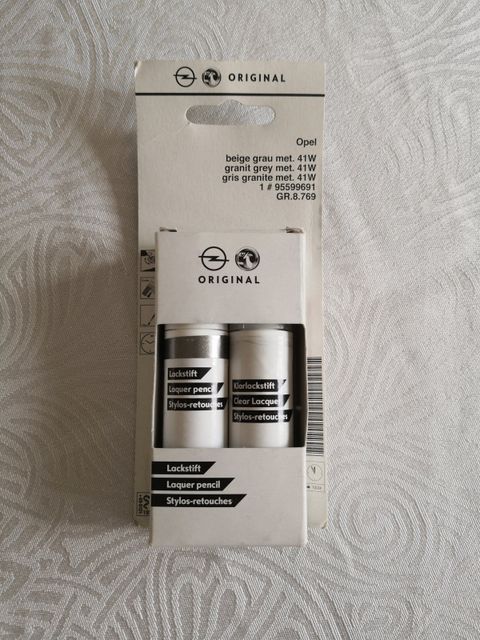 ORIGINAL
Opel
beige grau met. 41W
granit grey met. 41W
gris granite met. 41W
1 # 95599691
GR.8.769
ORIGINAL
Lackstift
Laquer pencil
Stylos-retouches
Klarlackstift
Clear Lacque
Stylos-retouches
Lackstift
Laquer pencil
Stylos-retouches